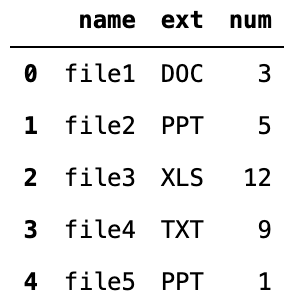 name ext num
0 file1 DOC 3
1 file2 PPT 5
2 file3 XLS 12
3 file4 TXT 9
4 file5 PPT 1